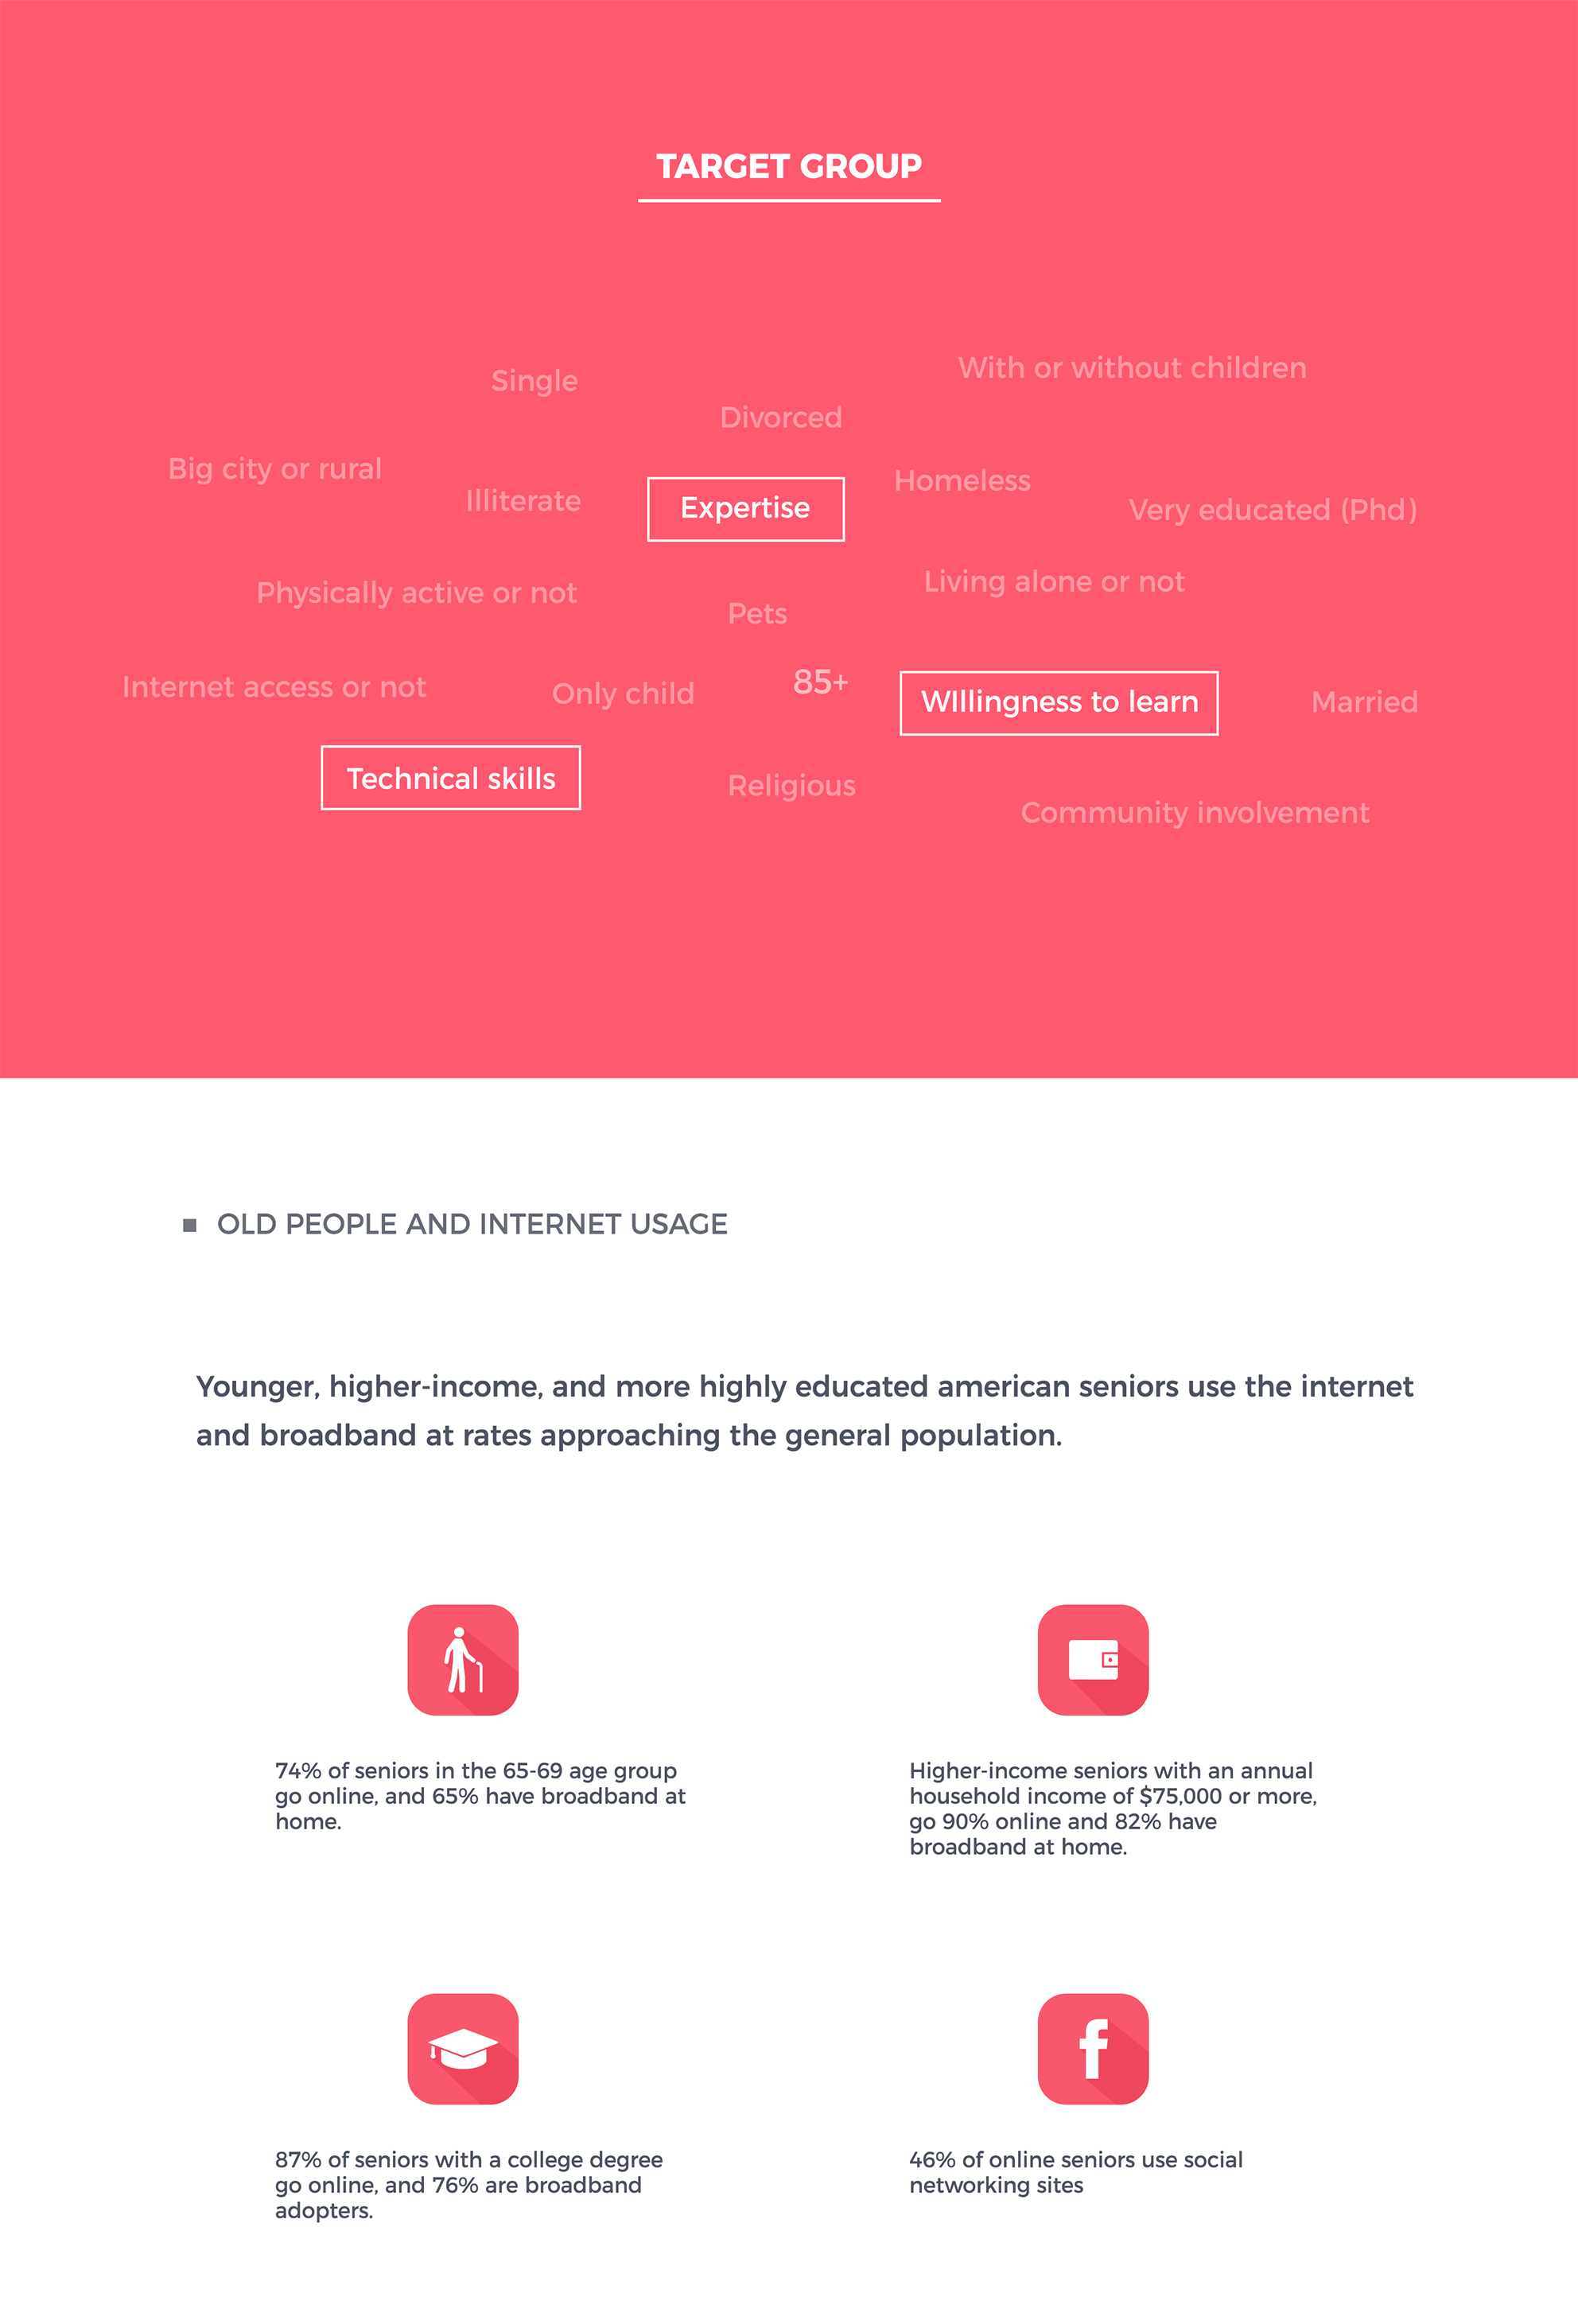 TARGET GROUP
Single
With or without children
Divorced
Big city or rural
Illiterate
Expertise
Homeless
Very educated (Phd)
Physically active or not
Pets
Living alone or not
Internet access or not
Only child
85+
WIllingness to learn
Married
Technical skills
Religious
Community involvement
OLD PEOPLE AND INTERNET USAGE
Younger, higher-income, and more highly educated american seniors use the internet
and broadband at rates approaching the general population.
74% of seniors in the 65-69 age group
go online, and 65% have broadband at
home.
Higher-income seniors with an annual
household income of $75,000 or more,
go 90% online and 82% have
broadband at home.
87% of seniors with a college degree
go online, and 76% are broadband
adopters.
46% of online seniors use social
networking sites